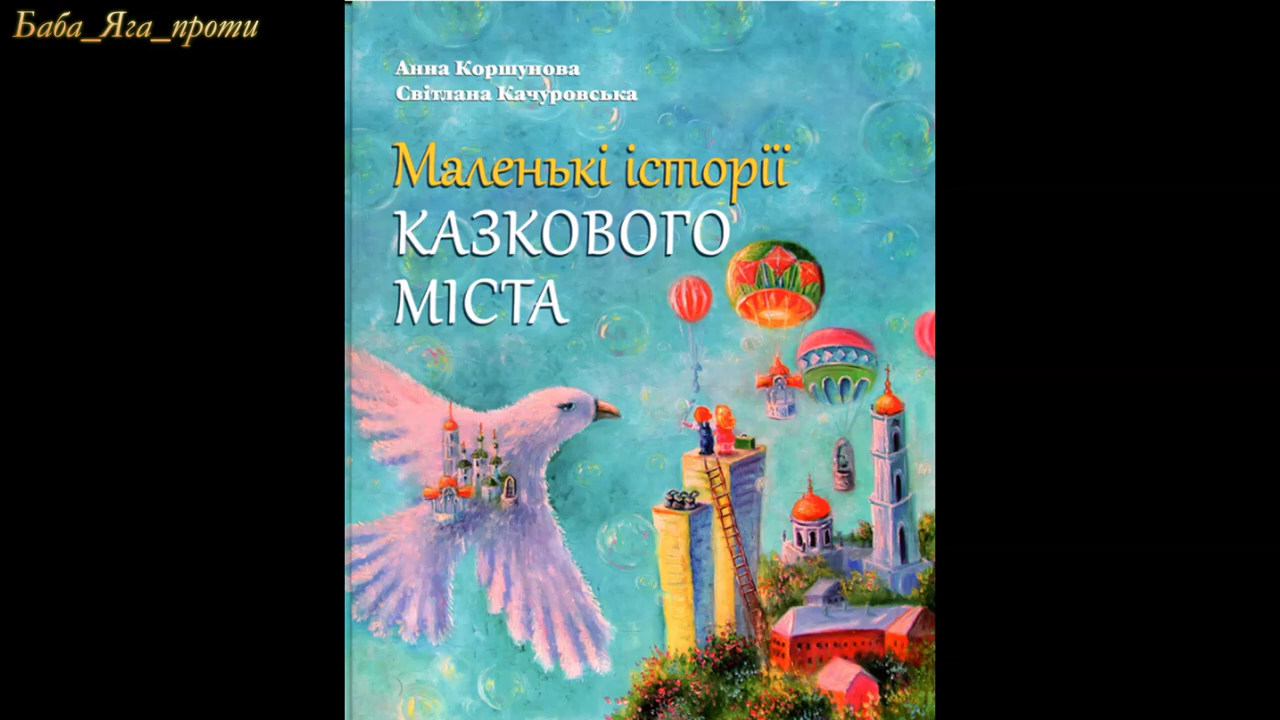 Баба_Яга_проти
Анна Коршунова
Світлана Качуровська
Маленькі історії
КАЗКОВОГО
МІСТА